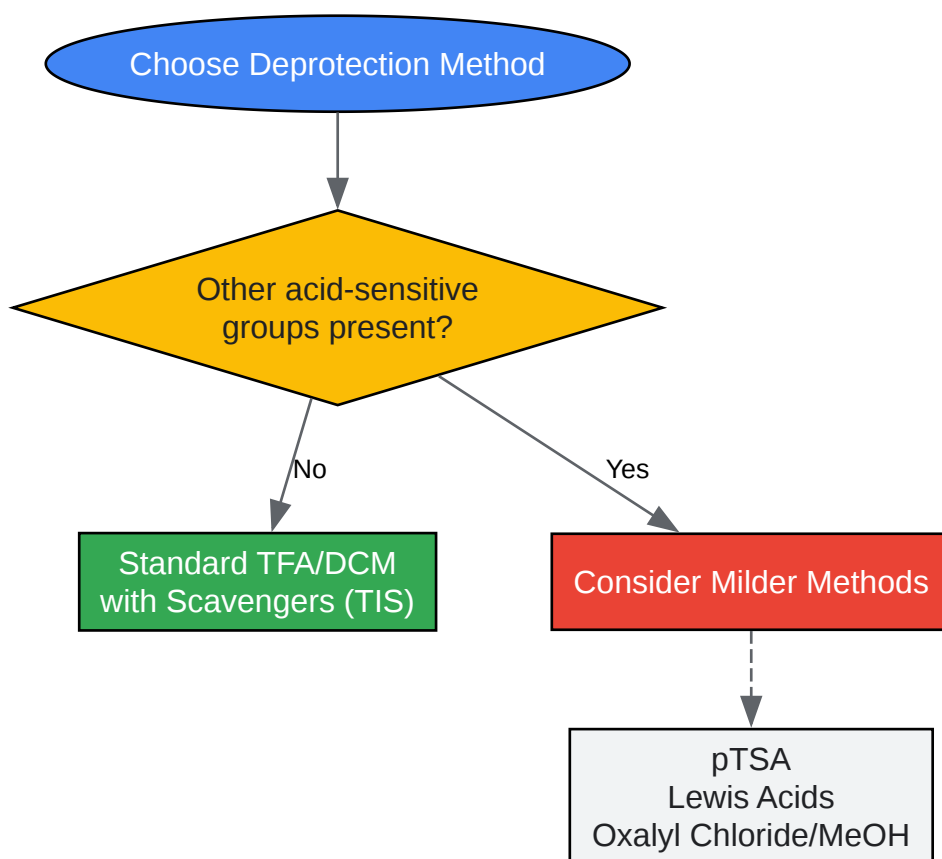 Choose Deprotection Method
Other acid-sensitive
groups present?
No
Yes
Standard TFA/DCM
with Scavengers (TIS)
Consider Milder Methods
pTSA
Lewis Acids
Oxalyl Chloride/MeOH